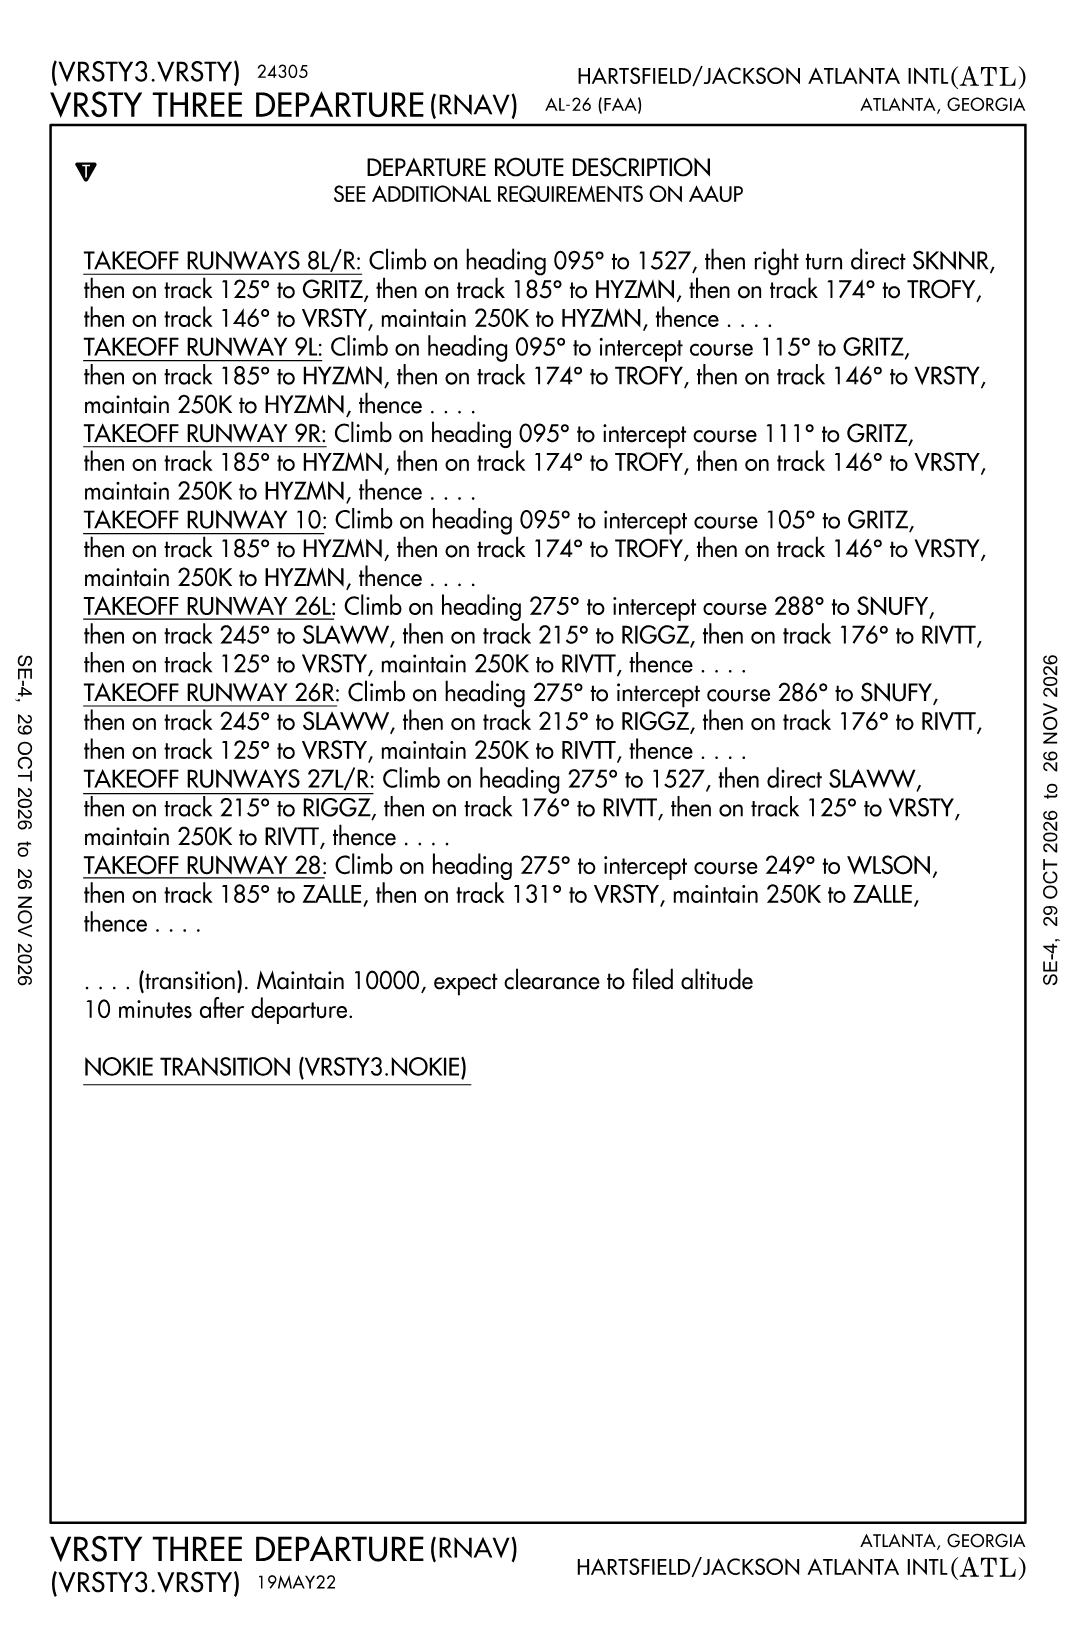 (VRSTY3.VRSTY) 24305
HARTSFIELD/JACKSON ATLANTA INTL (ATL)
VRSTY THREE DEPARTURE (RNAV) AL-26 (FAA)
ATLANTA, GEORGIA
T
DEPARTURE ROUTE DESCRIPTION
SEE ADDITIONAL REQUIREMENTS ON AAUP
TAKEOFF RUNWAYS 8L/R: Climb on heading 095° to 1527, then right turn direct SKNNR,
then on track 125° to GRITZ, then on track 185° to HYZMN, then on track 174° to TROFY,
then on track 146° to VRSTY, maintain 250K to HYZMN, thence . . . .
TAKEOFF RUNWAY 9L: Climb on heading 095° to intercept course 115° to GRITZ,
then on track 185° to HYZMN, then on track 174° to TROFY, then on track 146° to VRSTY,
maintain 250K to HYZMN, thence . . . .
TAKEOFF RUNWAY 9R: Climb on heading 095° to intercept course 111° to GRITZ,
then on track 185° to HYZMN, then on track 174° to TROFY, then on track 146° to VRSTY,
maintain 250K to HYZMN, thence . . . .
TAKEOFF RUNWAY 10: Climb on heading 095° to intercept course 105° to GRITZ,
then on track 185° to HYZMN, then on track 174° to TROFY, then on track 146° to VRSTY,
maintain 250K to HYZMN, thence . . . .
TAKEOFF RUNWAY 26L: Climb on heading 275° to intercept course 288° to SNUFY,
then on track 245° to SLAWW, then on track 215° to RIGGZ, then on track 176° to RIVTT,
then on track 125° to VRSTY, maintain 250K to RIVTT, thence . . . .
TAKEOFF RUNWAY 26R: Climb on heading 275° to intercept course 286° to SNUFY,
then on track 245° to SLAWW, then on track 215° to RIGGZ, then on track 176° to RIVTT,
then on track 125° to VRSTY, maintain 250K to RIVTT, thence . . . .
TAKEOFF RUNWAYS 27L/R: Climb on heading 275° to 1527, then direct SLAWW,
then on track 215° to RIGGZ, then on track 176° to RIVTT, then on track 125° to VRSTY,
maintain 250K to RIVTT, thence . . . .
TAKEOFF RUNWAY 28: Climb on heading 275° to intercept course 249° to WLSON,
then on track 185° to ZALLE, then on track 131° to VRSTY, maintain 250K to ZALLE,
thence . . . .
. . . . (transition). Maintain 10000, expect clearance to filed altitude
10 minutes after departure.
NOKIE TRANSITION (VRSTY3.NOKIE)
SE-4, 29 OCT 2026 to 26 NOV 2026
SE-4, 29 OCT 2026 to 26 NOV 2026
VRSTY THREE DEPARTURE (RNAV)
ATLANTA, GEORGIA
(VRSTY3.VRSTY) 19MAY22
HARTSFIELD/JACKSON ATLANTA INTL (ATL)